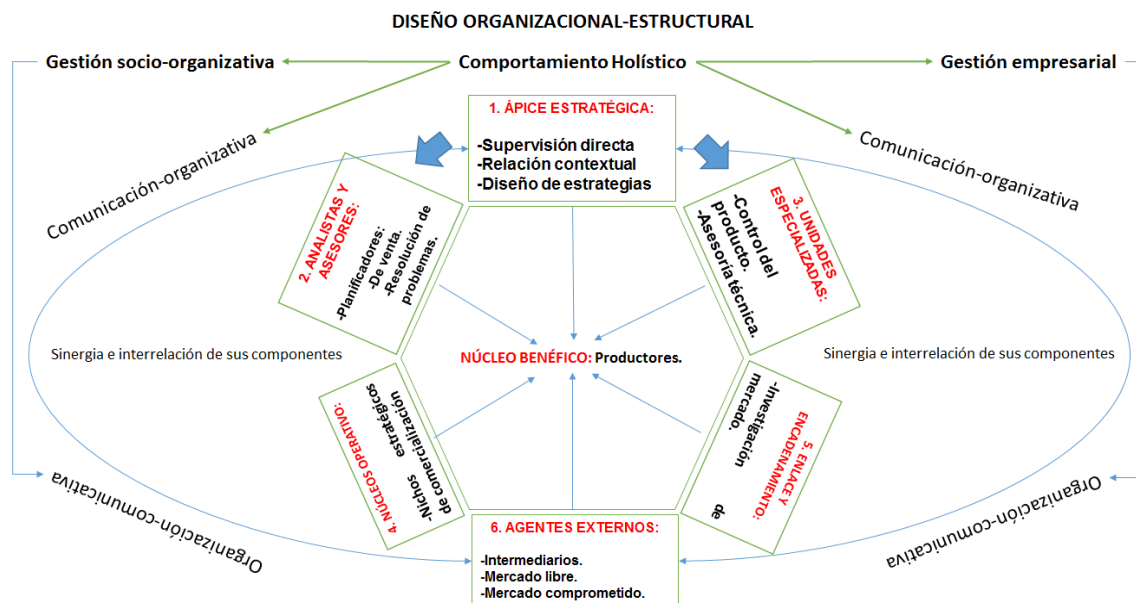 DISEÑO ORGANIZACIONAL-ESTRUCTURAL
Gestión socio-organizativa
Comportamiento Holístico
Gestión empresarial
1. ÁPICE ESTRATÉGICA:
-Supervisión directa
-Relación contextual
-Diseño de estrategias
Comunicación-organizativa
Comunicación-organizativa
2. ANALISTAS Y
ASESORES:
-Planificadores:
-De venta.
-Resolución de
problemas.
3. UNIDADES
ESPECIALIZADAS:
-Control del
producto.
-Asesoría técnica.
Sinergia e interrelación de sus componentes
NÚCLEO BENÉFICO: Productores.
Sinergia e interrelación de sus componentes
4. NÚCLEOS OPERATIVO:
-Nichos estratégicos
de comercialización
5. ENLACE Y
ENCADENAMIENTO:
-Investigación de
mercado.
Organización-comunicativa
Organización-comunicativa
6. AGENTES EXTERNOS:
-Intermediarios.
-Mercado libre.
-Mercado comprometido.